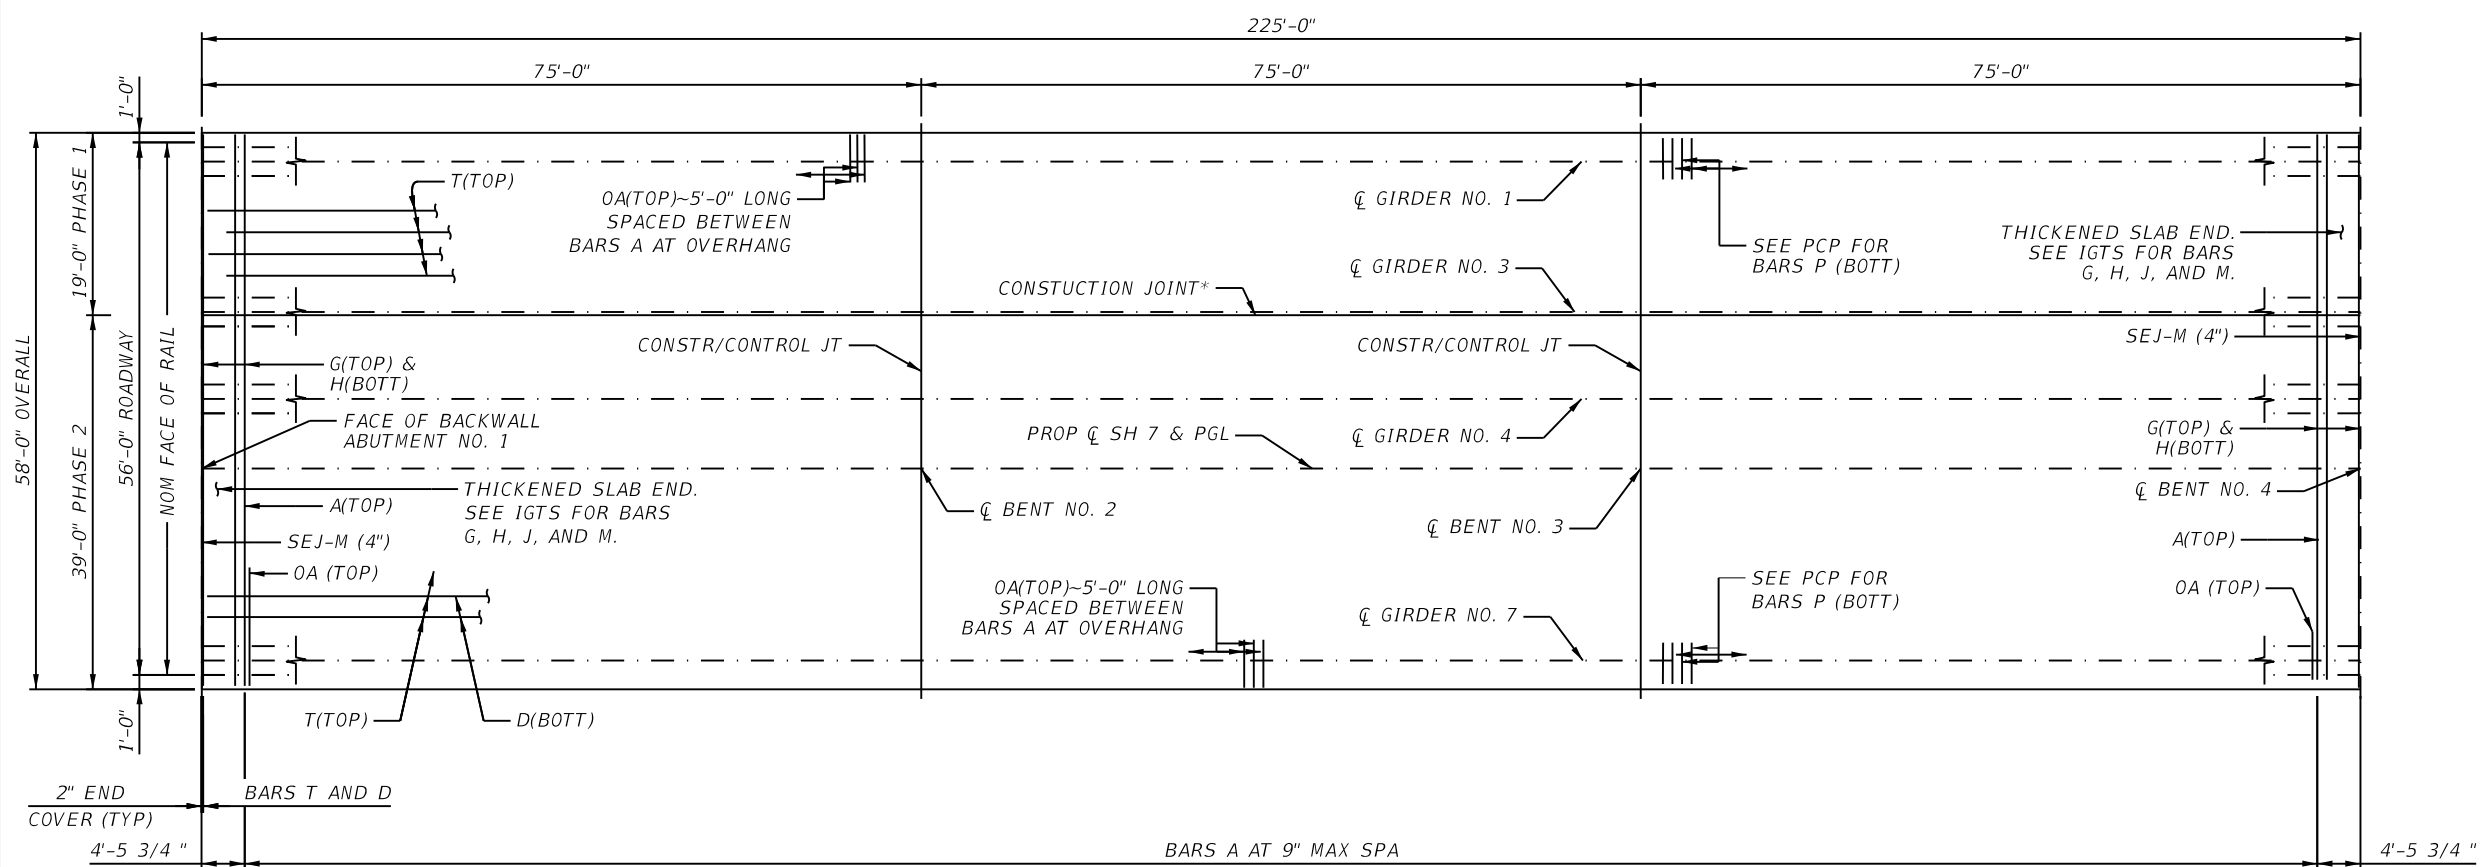 225'-0"
75'-0"
75'-0"
75'-0"
1'-0"
19'-0" PHASE 1
58'-0" OVERALL
39'-0" PHASE 2
56'-0" ROADWAY
NOM FACE OF RAIL
1'-0"
T(TOP)
OA(TOP)~5'-0" LONG
SPACED BETWEEN
BARS A AT OVERHANG
℄ GIRDER NO. 1
SEE PCP FOR
BARS P (BOTT)
THICKENED SLAB END.
SEE IGTS FOR BARS
G, H, J, AND M.
℄ GIRDER NO. 3
CONSTUCTION JOINT*
CONSTR/CONTROL JT
CONSTR/CONTROL JT
SEJ-M (4")
G(TOP) &
H(BOTT)
FACE OF BACKWALL
ABUTMENT NO. 1
PROP ℄ SH 7 & PGL
℄ GIRDER NO. 4
G(TOP) &
H(BOTT)
THICKENED SLAB END.
SEE IGTS FOR BARS
G, H, J, AND M.
A(TOP)
℄ BENT NO. 2
℄ BENT NO. 3
℄ BENT NO. 4
SEJ-M (4")
A(TOP)
OA (TOP)
OA(TOP)~5'-0" LONG
SPACED BETWEEN
BARS A AT OVERHANG
℄ GIRDER NO. 7
SEE PCP FOR
BARS P (BOTT)
OA (TOP)
T(TOP)
D(BOTT)
2" END
COVER (TYP)
BARS T AND D
4'-5 3/4 "
BARS A AT 9" MAX SPA
4'-5 3/4 "